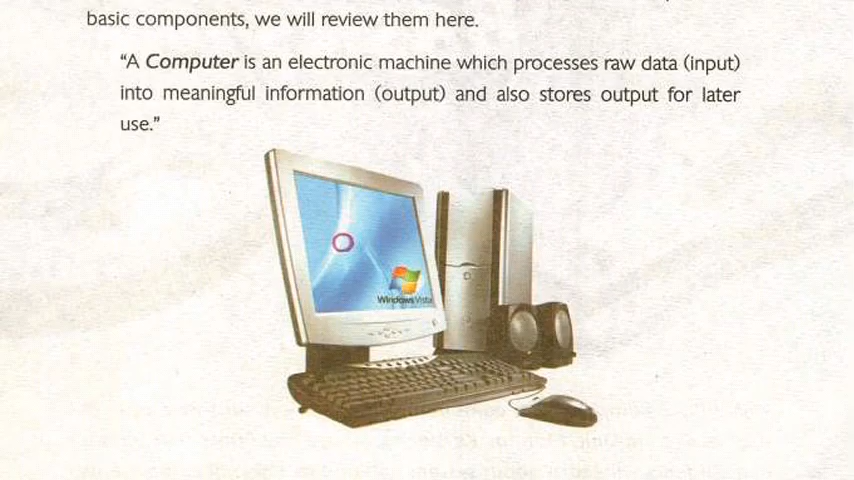 basic components, we will review them here.
“A Computer is an electronic machine which processes raw data (input)
into meaningful information (output) and also stores output for later
use.”
Windows Vista